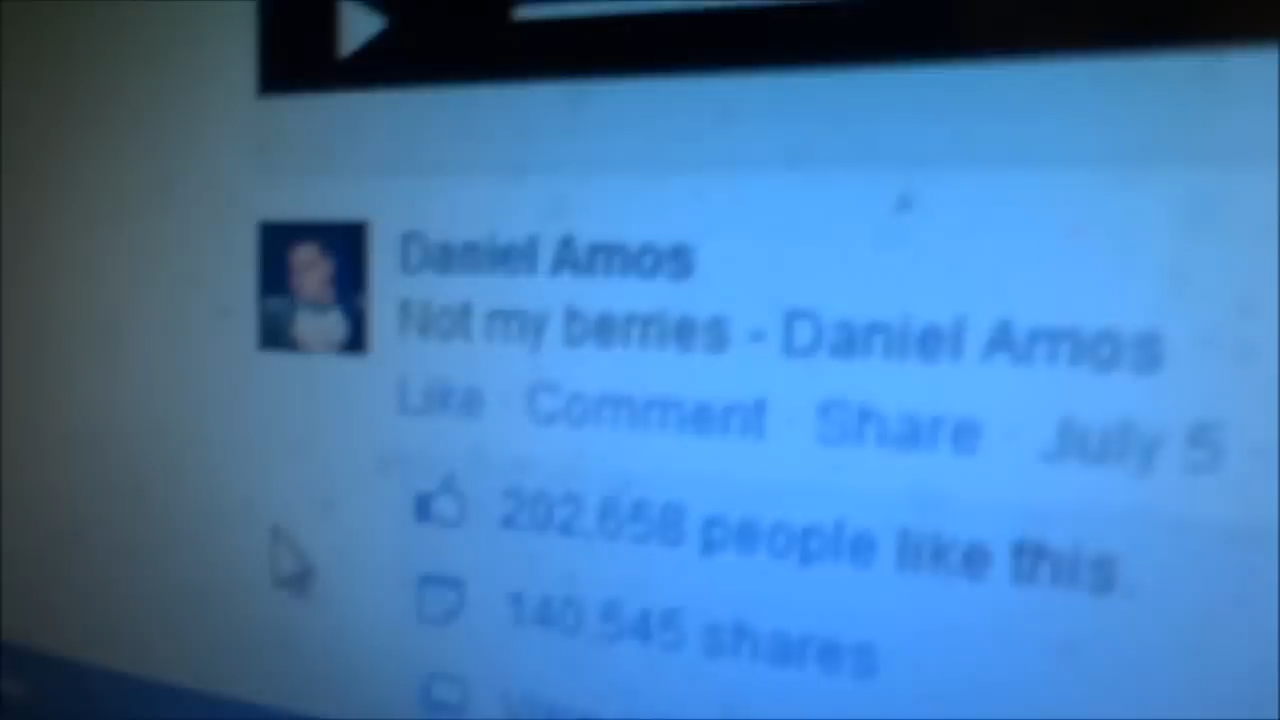 Daniel Amos
Not my berries - Daniel Amos
Like · Comment · Share · July 5
202,658 people like this.
140,545 shares